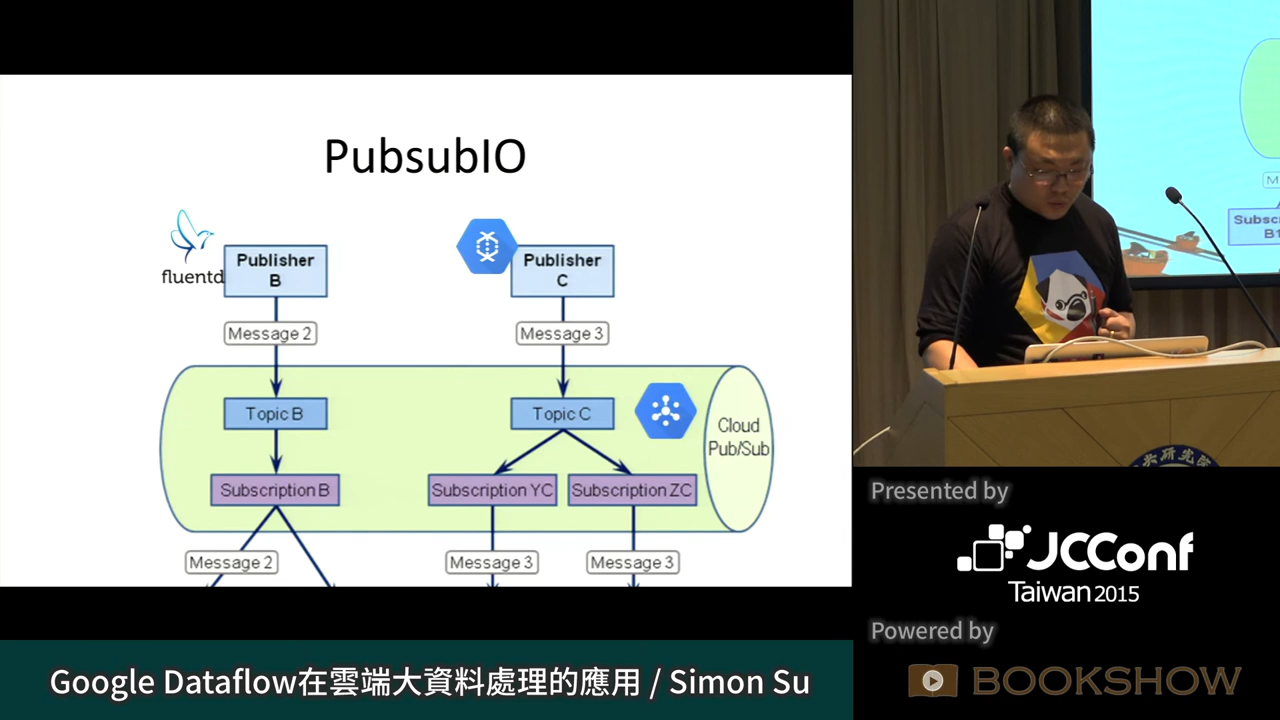 PubsubIO
fluentd
Publisher
B
Publisher
C
Message 2
Message 3
Topic B
Topic C
Cloud
Pub/Sub
Subscription B
Subscription YC
Subscription ZC
Message 2
Message 3
Message 3
B1
Presented by
JCConf
Taiwan 2015
Powered by
BOOKSHOW
Google Dataflow在雲端大資料處理的應用 / Simon Su